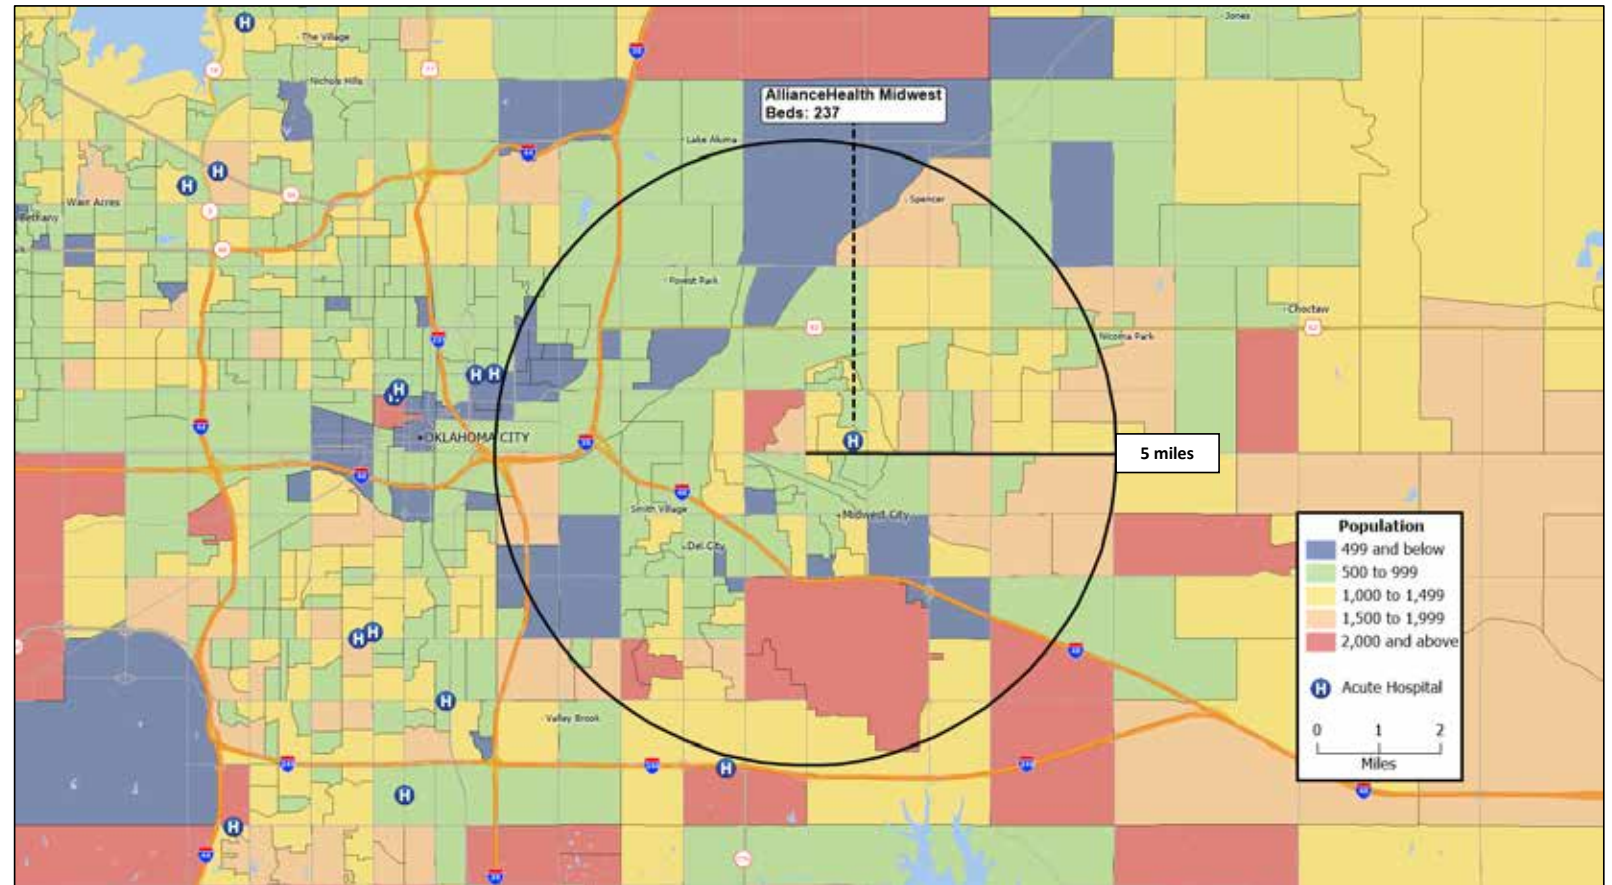 Jones
The Village
Nichols Hills
AllianceHealth Midwest
Beds: 237
Lake Aluma
Warr Acres
Bethany
Spencer
Forest Park
Choctaw
62
62
Nicoma Park
OKLAHOMA CITY
5 miles
Smith Village
Midwest City
Del City
Valley Brook
Population
499 and below
500 to 999
1,000 to 1,499
1,500 to 1,999
2,000 and above
H Acute Hospital
0 1 2
Miles